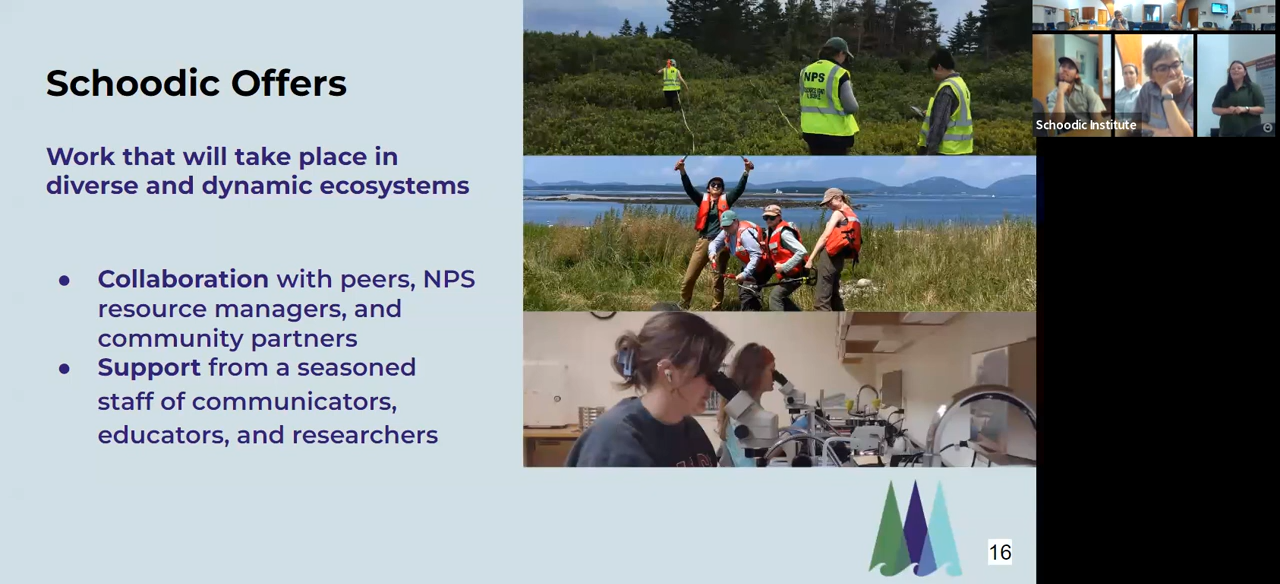 Schoodic Offers
Work that will take place in
diverse and dynamic ecosystems
● Collaboration with peers, NPS
resource managers, and
community partners
● Support from a seasoned
staff of communicators,
educators, and researchers
NPS
16
Schoodic Institute